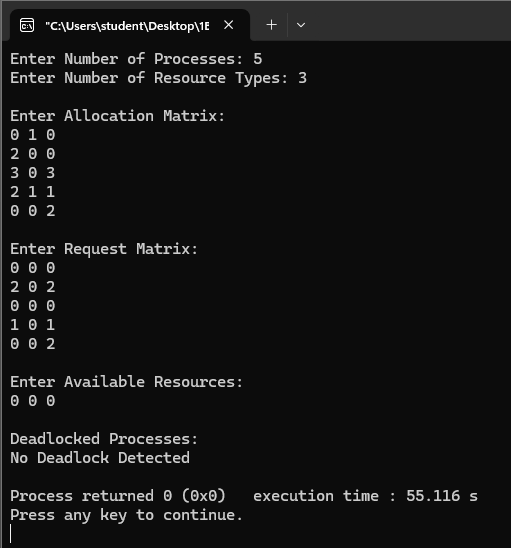 "C:\Users\student\Desktop\1E
Enter Number of Processes: 5
Enter Number of Resource Types: 3
Enter Allocation Matrix:
0 1 0
2 0 0
3 0 3
2 1 1
0 0 2
Enter Request Matrix:
0 0 0
2 0 2
0 0 0
1 0 1
0 0 2
Enter Available Resources:
0 0 0
Deadlocked Processes:
No Deadlock Detected
Process returned 0 (0x0)   execution time : 55.116 s
Press any key to continue.